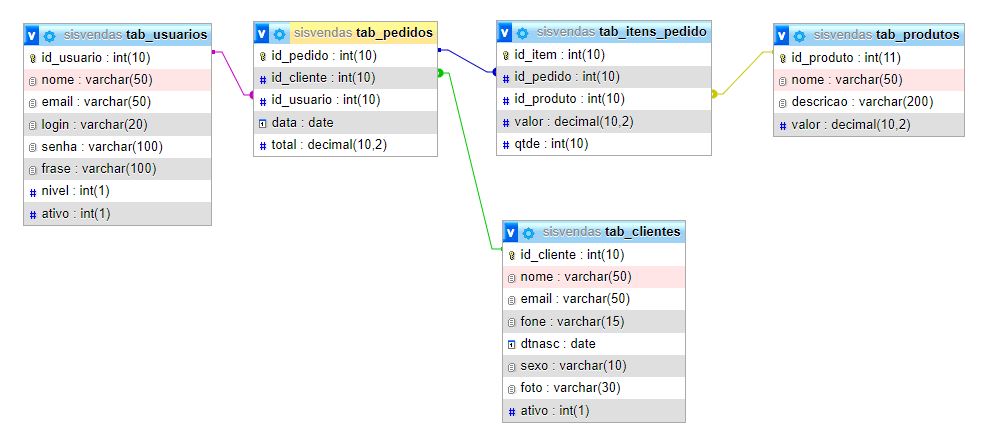 v sisvendas tab_usuarios
id_usuario : int(10)
nome : varchar(50)
email : varchar(50)
login : varchar(20)
senha : varchar(100)
frase : varchar(100)
# nivel : int(1)
# ativo : int(1)
v sisvendas tab_pedidos
id_pedido : int(10)
# id_cliente : int(10)
# id_usuario : int(10)
data : date
# total : decimal(10,2)
v sisvendas tab_itens_pedido
id_item : int(10)
# id_pedido : int(10)
# id_produto : int(10)
# valor : decimal(10,2)
# qtde : int(10)
v sisvendas tab_produtos
id_produto : int(11)
nome : varchar(50)
descricao : varchar(200)
# valor : decimal(10,2)
v sisvendas tab_clientes
id_cliente : int(10)
nome : varchar(50)
email : varchar(50)
fone : varchar(15)
dtnasc : date
sexo : varchar(10)
foto : varchar(30)
# ativo : int(1)